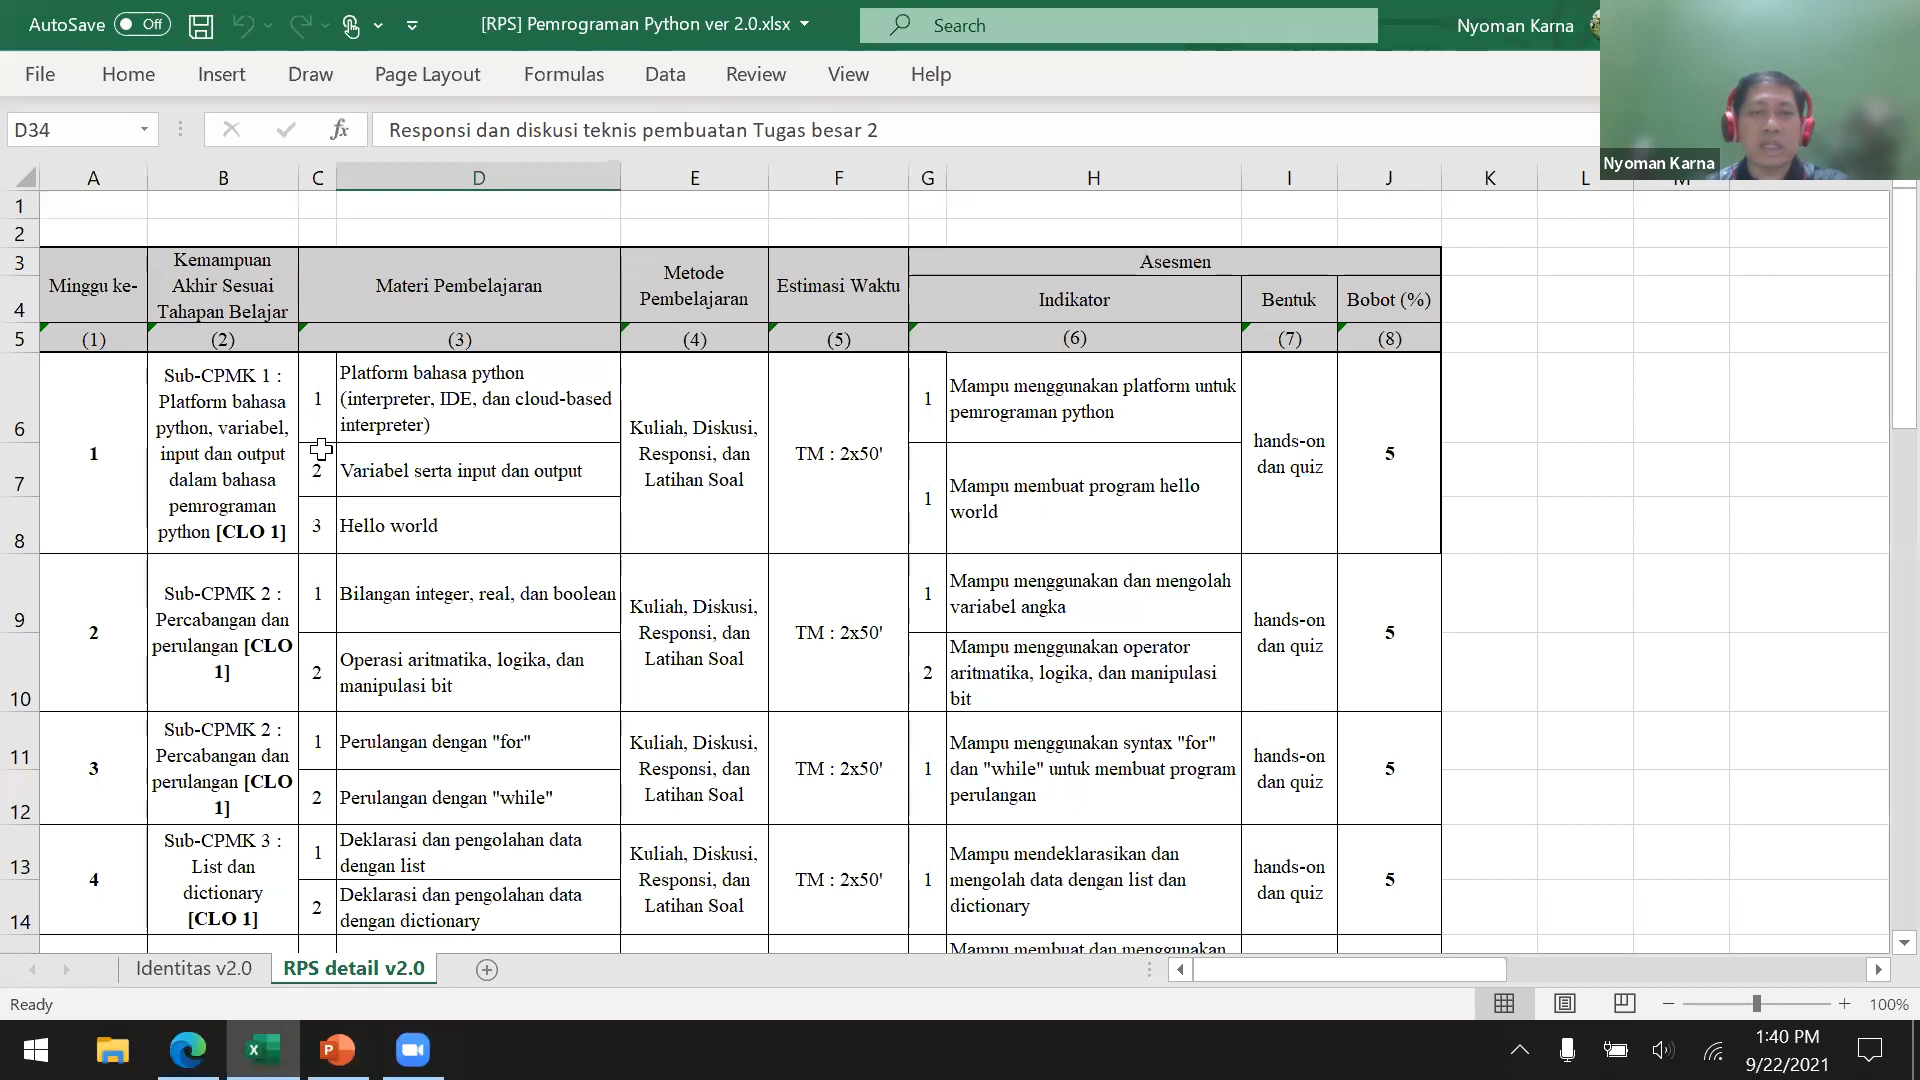 AutoSave Off [RPS] Pemrograman Python ver 2.0.xlsx Search Nyoman Karna
File Home Insert Draw Page Layout Formulas Data Review View Help
D34 fx Responsi dan diskusi teknis pembuatan Tugas besar 2
Nyoman Karna
A B C D E F G H I J K L M
1
2
3
4
5
Minggu ke-
Kemampuan
Akhir Sesuai
Tahapan Belajar
Materi Pembelajaran
Metode
Pembelajaran
Estimasi Waktu
Asesmen
Indikator
Bentuk
Bobot (%)
(1) (2) (3) (4) (5) (6) (7) (8)
6
7
8
1
Sub-CPMK 1 :
Platform bahasa
python, variabel,
input dan output
dalam bahasa
pemrograman
python [CLO 1]
1 Platform bahasa python
(interpreter, IDE, dan cloud-based
interpreter)
2 Variabel serta input dan output
3 Hello world
Kuliah, Diskusi,
Responsi, dan
Latihan Soal
TM : 2x50'
1 Mampu menggunakan platform untuk
pemrograman python
1 Mampu membuat program hello
world
hands-on
dan quiz
5
9
10
2
Sub-CPMK 2 :
Percabangan dan
perulangan [CLO
1]
1 Bilangan integer, real, dan boolean
2 Operasi aritmatika, logika, dan
manipulasi bit
Kuliah, Diskusi,
Responsi, dan
Latihan Soal
TM : 2x50'
1 Mampu menggunakan dan mengolah
variabel angka
2 Mampu menggunakan operator
aritmatika, logika, dan manipulasi
bit
hands-on
dan quiz
5
11
12
3
Sub-CPMK 2 :
Percabangan dan
perulangan [CLO
1]
1 Perulangan dengan "for"
2 Perulangan dengan "while"
Kuliah, Diskusi,
Responsi, dan
Latihan Soal
TM : 2x50'
1 Mampu menggunakan syntax "for"
dan "while" untuk membuat program
perulangan
hands-on
dan quiz
5
13
14
4
Sub-CPMK 3 :
List dan
dictionary
[CLO 1]
1 Deklarasi dan pengolahan data
dengan list
2 Deklarasi dan pengolahan data
dengan dictionary
Kuliah, Diskusi,
Responsi, dan
Latihan Soal
TM : 2x50'
1 Mampu mendeklarasikan dan
mengolah data dengan list dan
dictionary
hands-on
dan quiz
5
Mampu membuat dan menggunakan
Identitas v2.0 RPS detail v2.0
Ready 100%
1:40 PM
9/22/2021